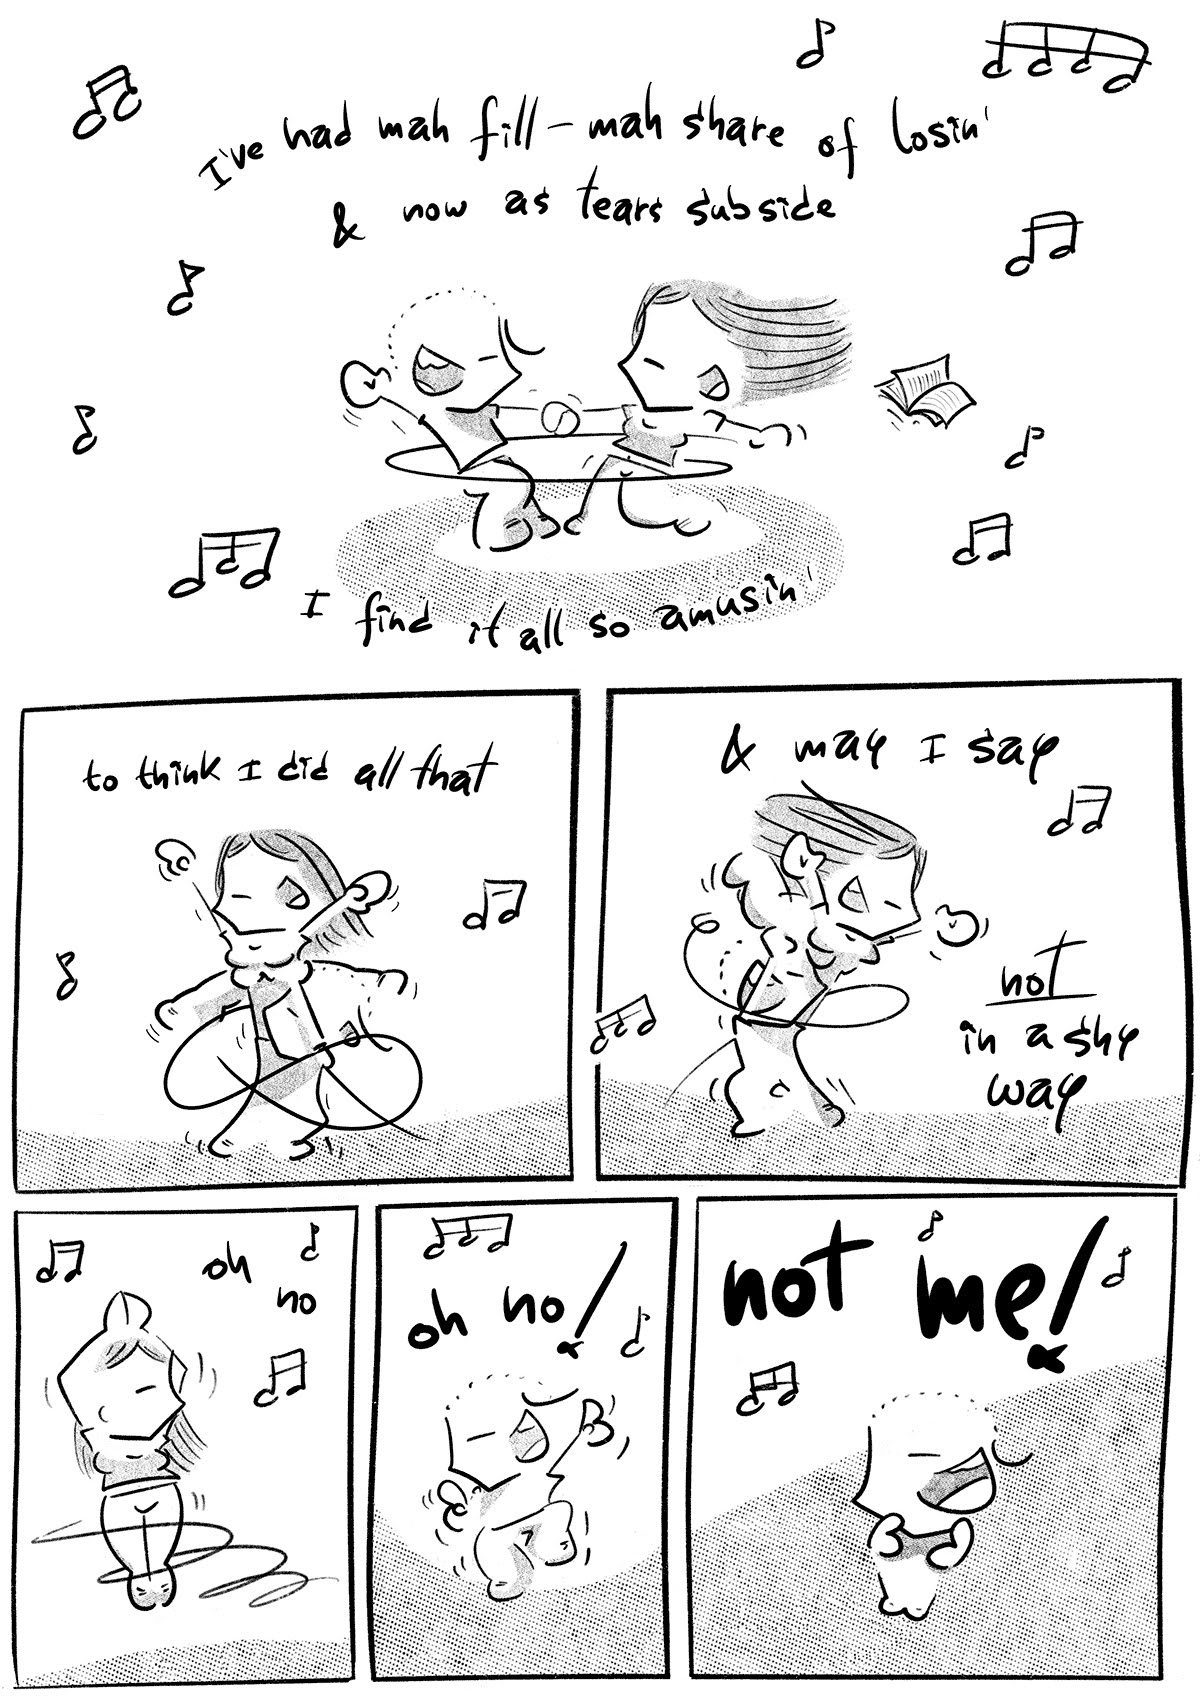 I've had mah fill – mah share of losin'
& now as tears subside
I find it all so amusin'
to think I did all that
& may I say
not
in a shy
way
oh
no
oh no!
not me!